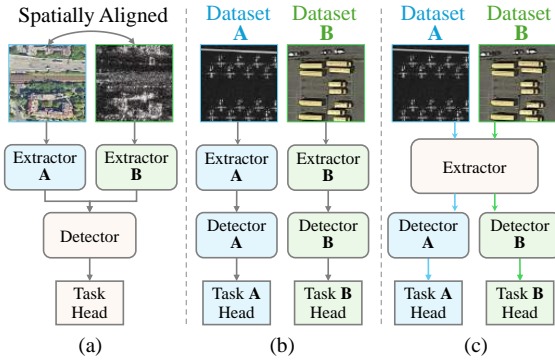 Spatially Aligned
Extractor
A
Extractor
B
Detector
Task
Head
(a)
Dataset
A
Dataset
B
Extractor
A
Extractor
B
Detector
A
Detector
B
Task A
Head
Task B
Head
(b)
Dataset
A
Dataset
B
Extractor
Detector
A
Detector
B
Task A
Head
Task B
Head
(c)